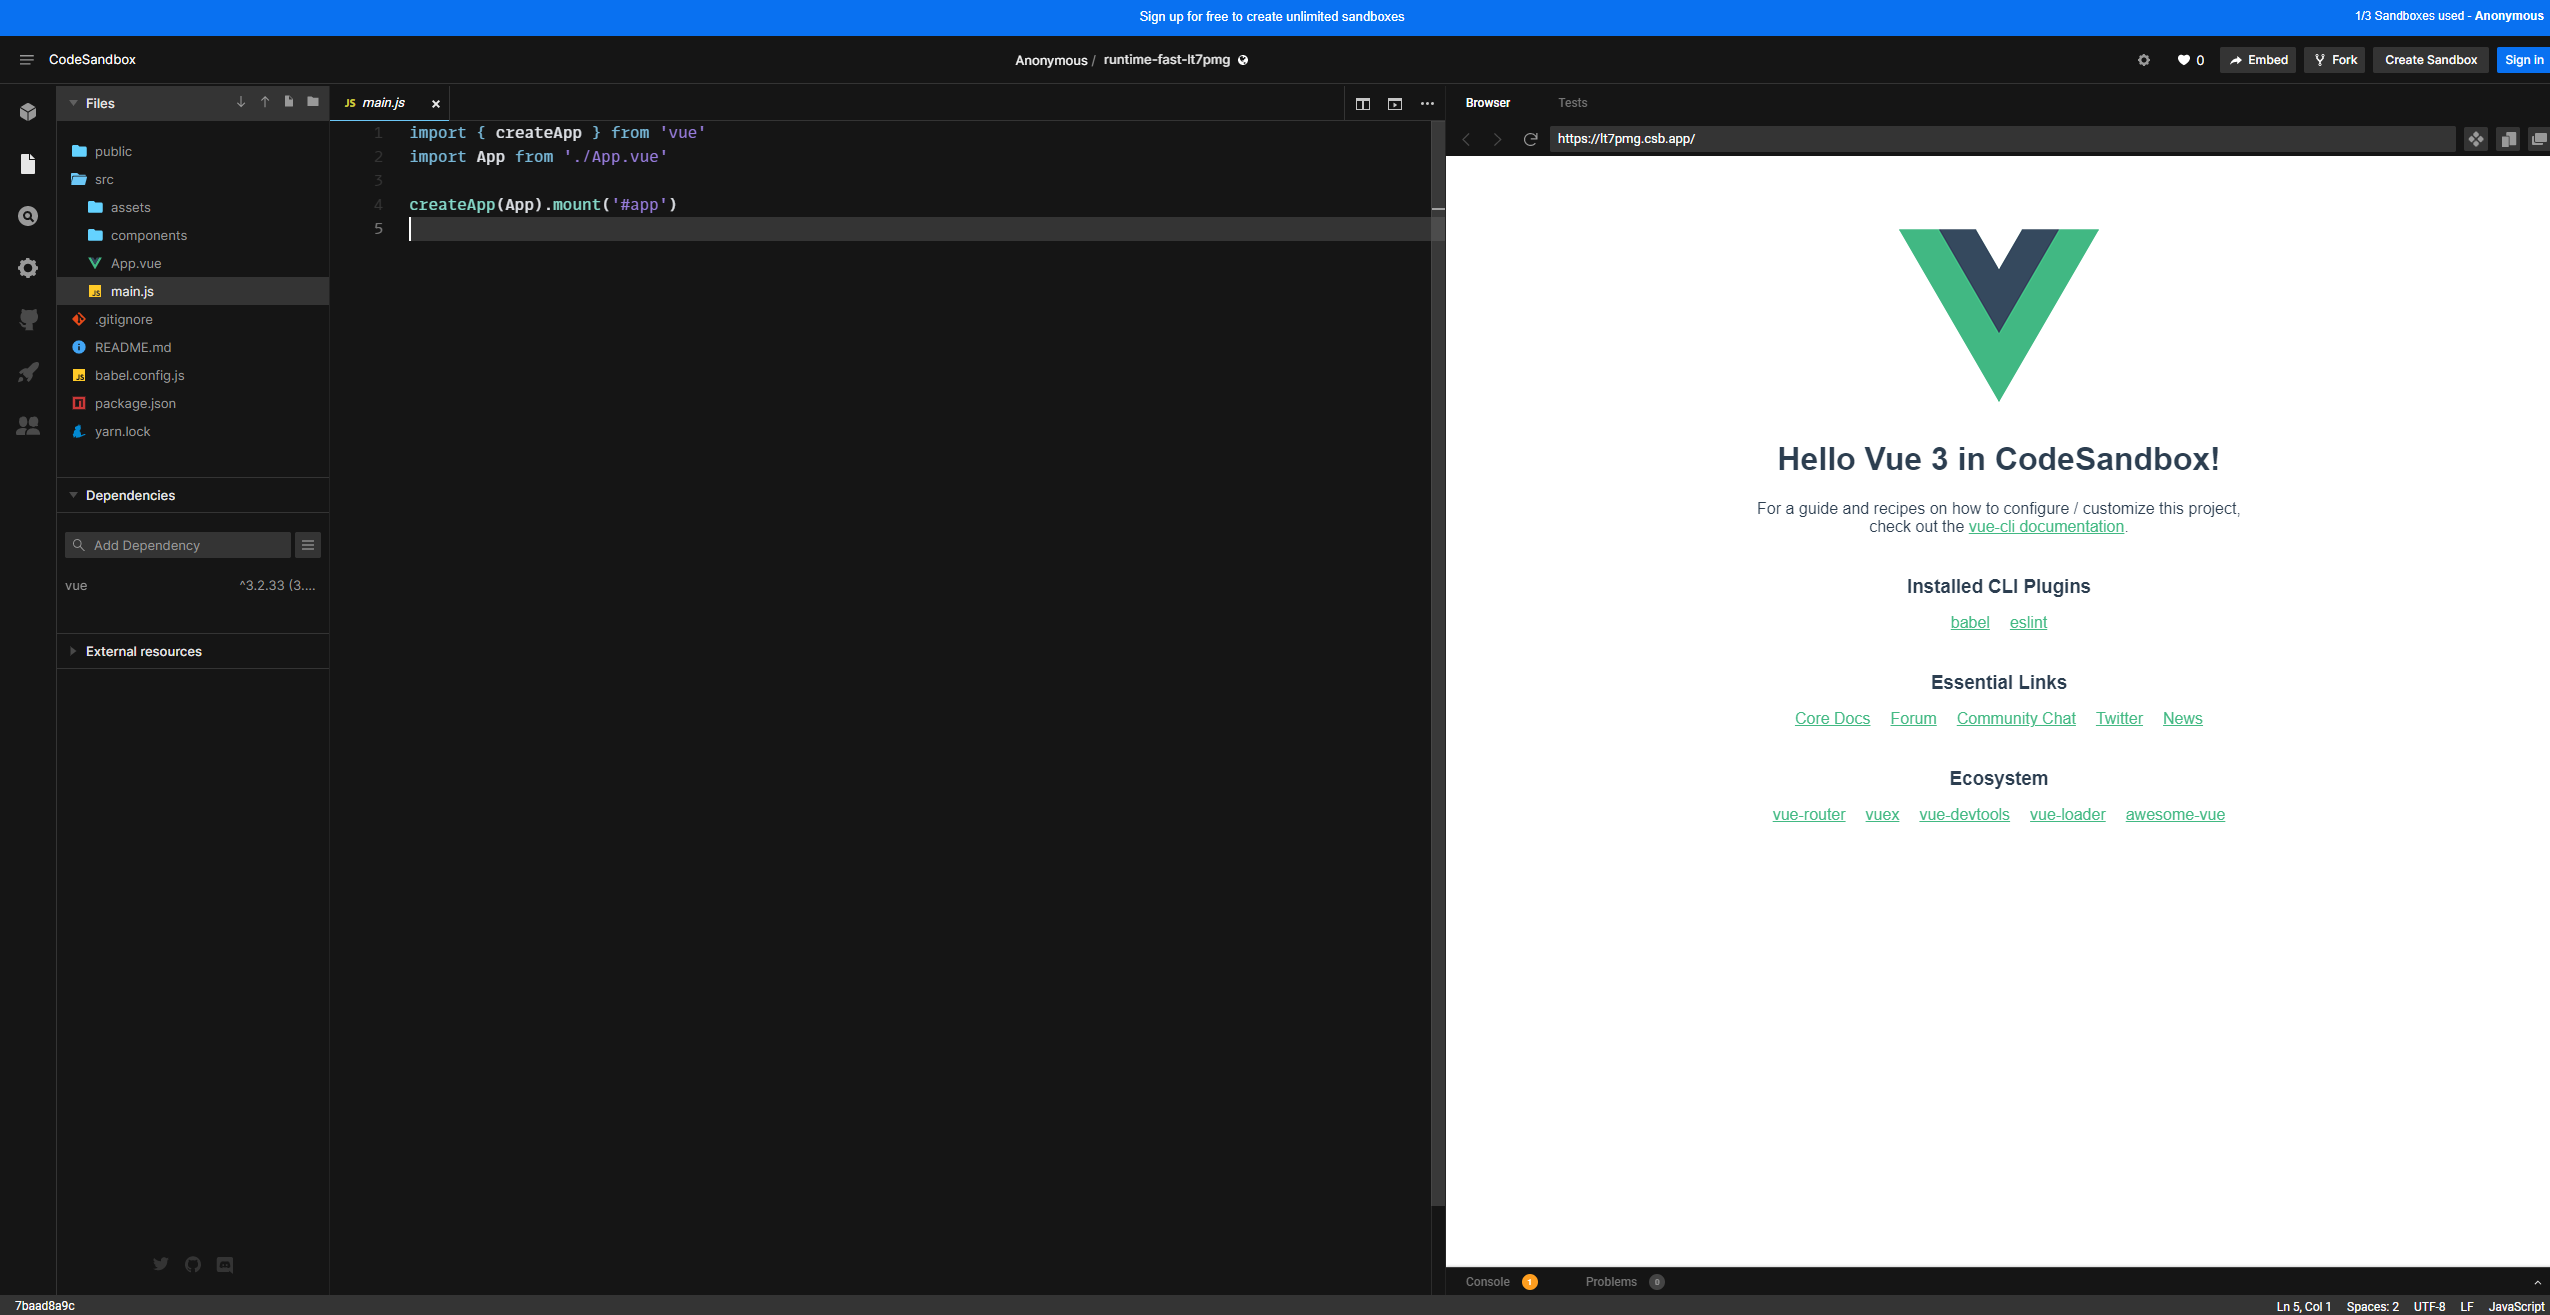 Sign up for free to create unlimited sandboxes
1/3 Sandboxes used - Anonymous
CodeSandbox
Anonymous / runtime-fast-lt7pmg
0
Embed
Fork
Create Sandbox
Sign in
Files
public
src
assets
components
App.vue
main.js
.gitignore
README.md
babel.config.js
package.json
yarn.lock
Dependencies
Add Dependency
vue ^3.2.33 (3....
External resources
JS main.js
1 import { createApp } from 'vue'
2 import App from './App.vue'
3
4 createApp(App).mount('#app')
5
Browser
Tests
https://lt7pmg.csb.app/
Hello Vue 3 in CodeSandbox!
For a guide and recipes on how to configure / customize this project,
check out the vue-cli documentation.
Installed CLI Plugins
babel eslint
Essential Links
Core Docs Forum Community Chat Twitter News
Ecosystem
vue-router vuex vue-devtools vue-loader awesome-vue
Console 1
Problems 0
7baad8a9c
Ln 5, Col 1 Spaces: 2 UTF-8 LF JavaScript